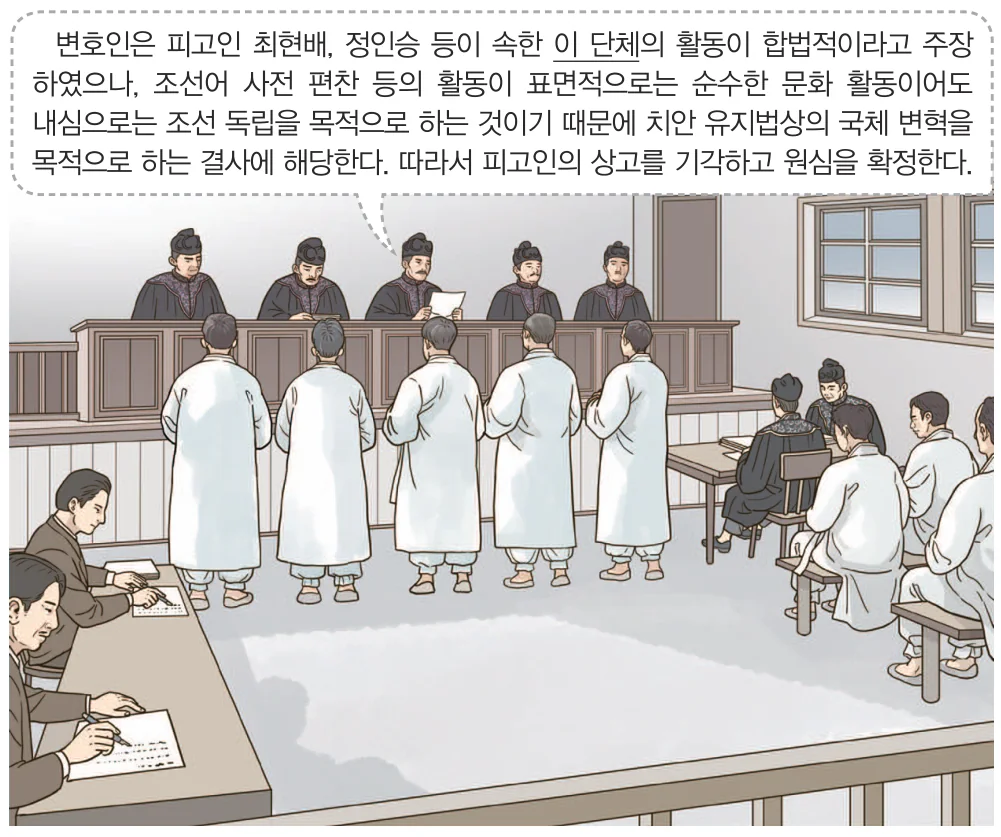 변호인은 피고인 최현배, 정인승 등이 속한 이 단체의 활동이 합법적이라고 주장
하였으나, 조선어 사전 편찬 등의 활동이 표면적으로는 순수한 문화 활동이어도
내심으로는 조선 독립을 목적으로 하는 것이기 때문에 치안 유지법상의 국체 변혁을
목적으로 하는 결사에 해당한다. 따라서 피고인의 상고를 기각하고 원심을 확정한다.